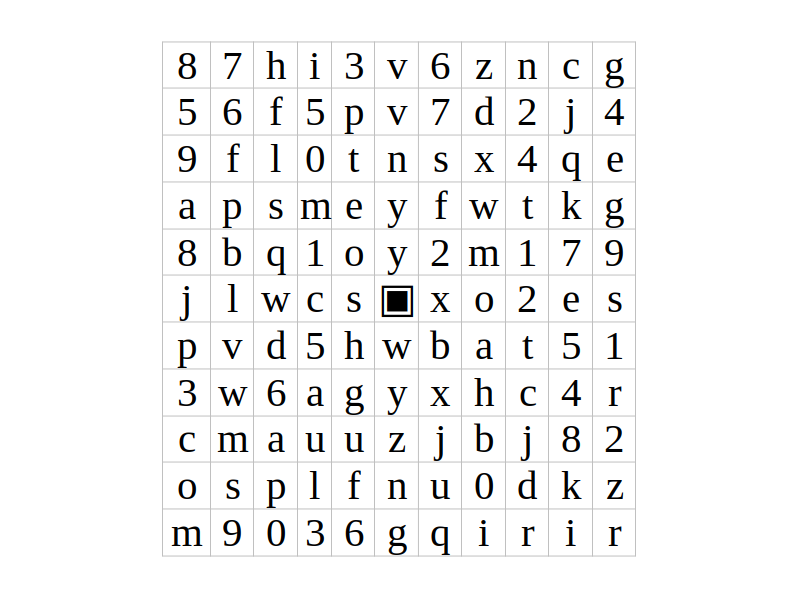 8 7 h i 3 v 6 z n c g
5 6 f 5 p v 7 d 2 j 4
9 f l 0 t n s x 4 q e
a p s m e y f w t k g
8 b q 1 o y 2 m 1 7 9
j l w c s ▣ x o 2 e s
p v d 5 h w b a t 5 1
3 w 6 a g y x h c 4 r
c m a u u z j b j 8 2
o s p l f n u 0 d k z
m 9 0 3 6 g q i r i r